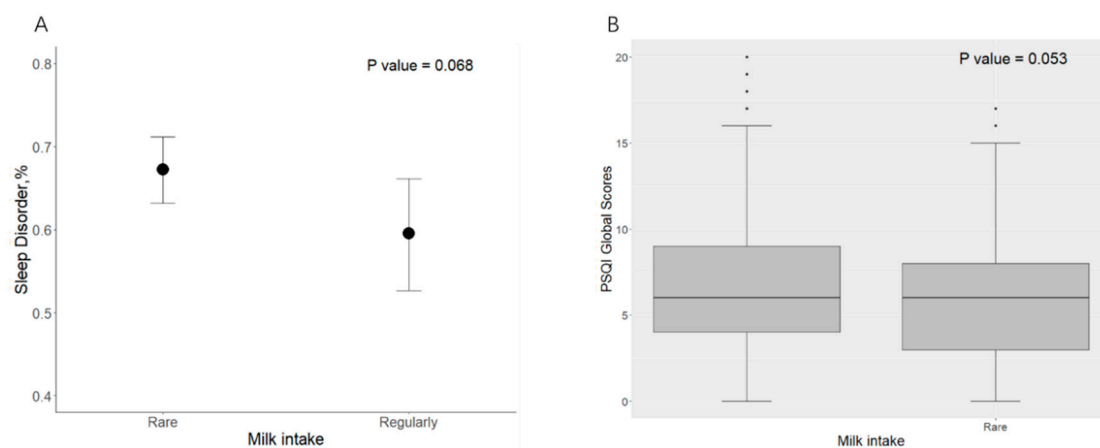 A
P value = 0.068
0.8
0.7
0.6
0.5
0.4
Sleep Disorder,%
Rare
Regularly
Milk intake
B
P value = 0.053
20
15
10
5
0
PSQI Global Scores
Rare
Milk intake